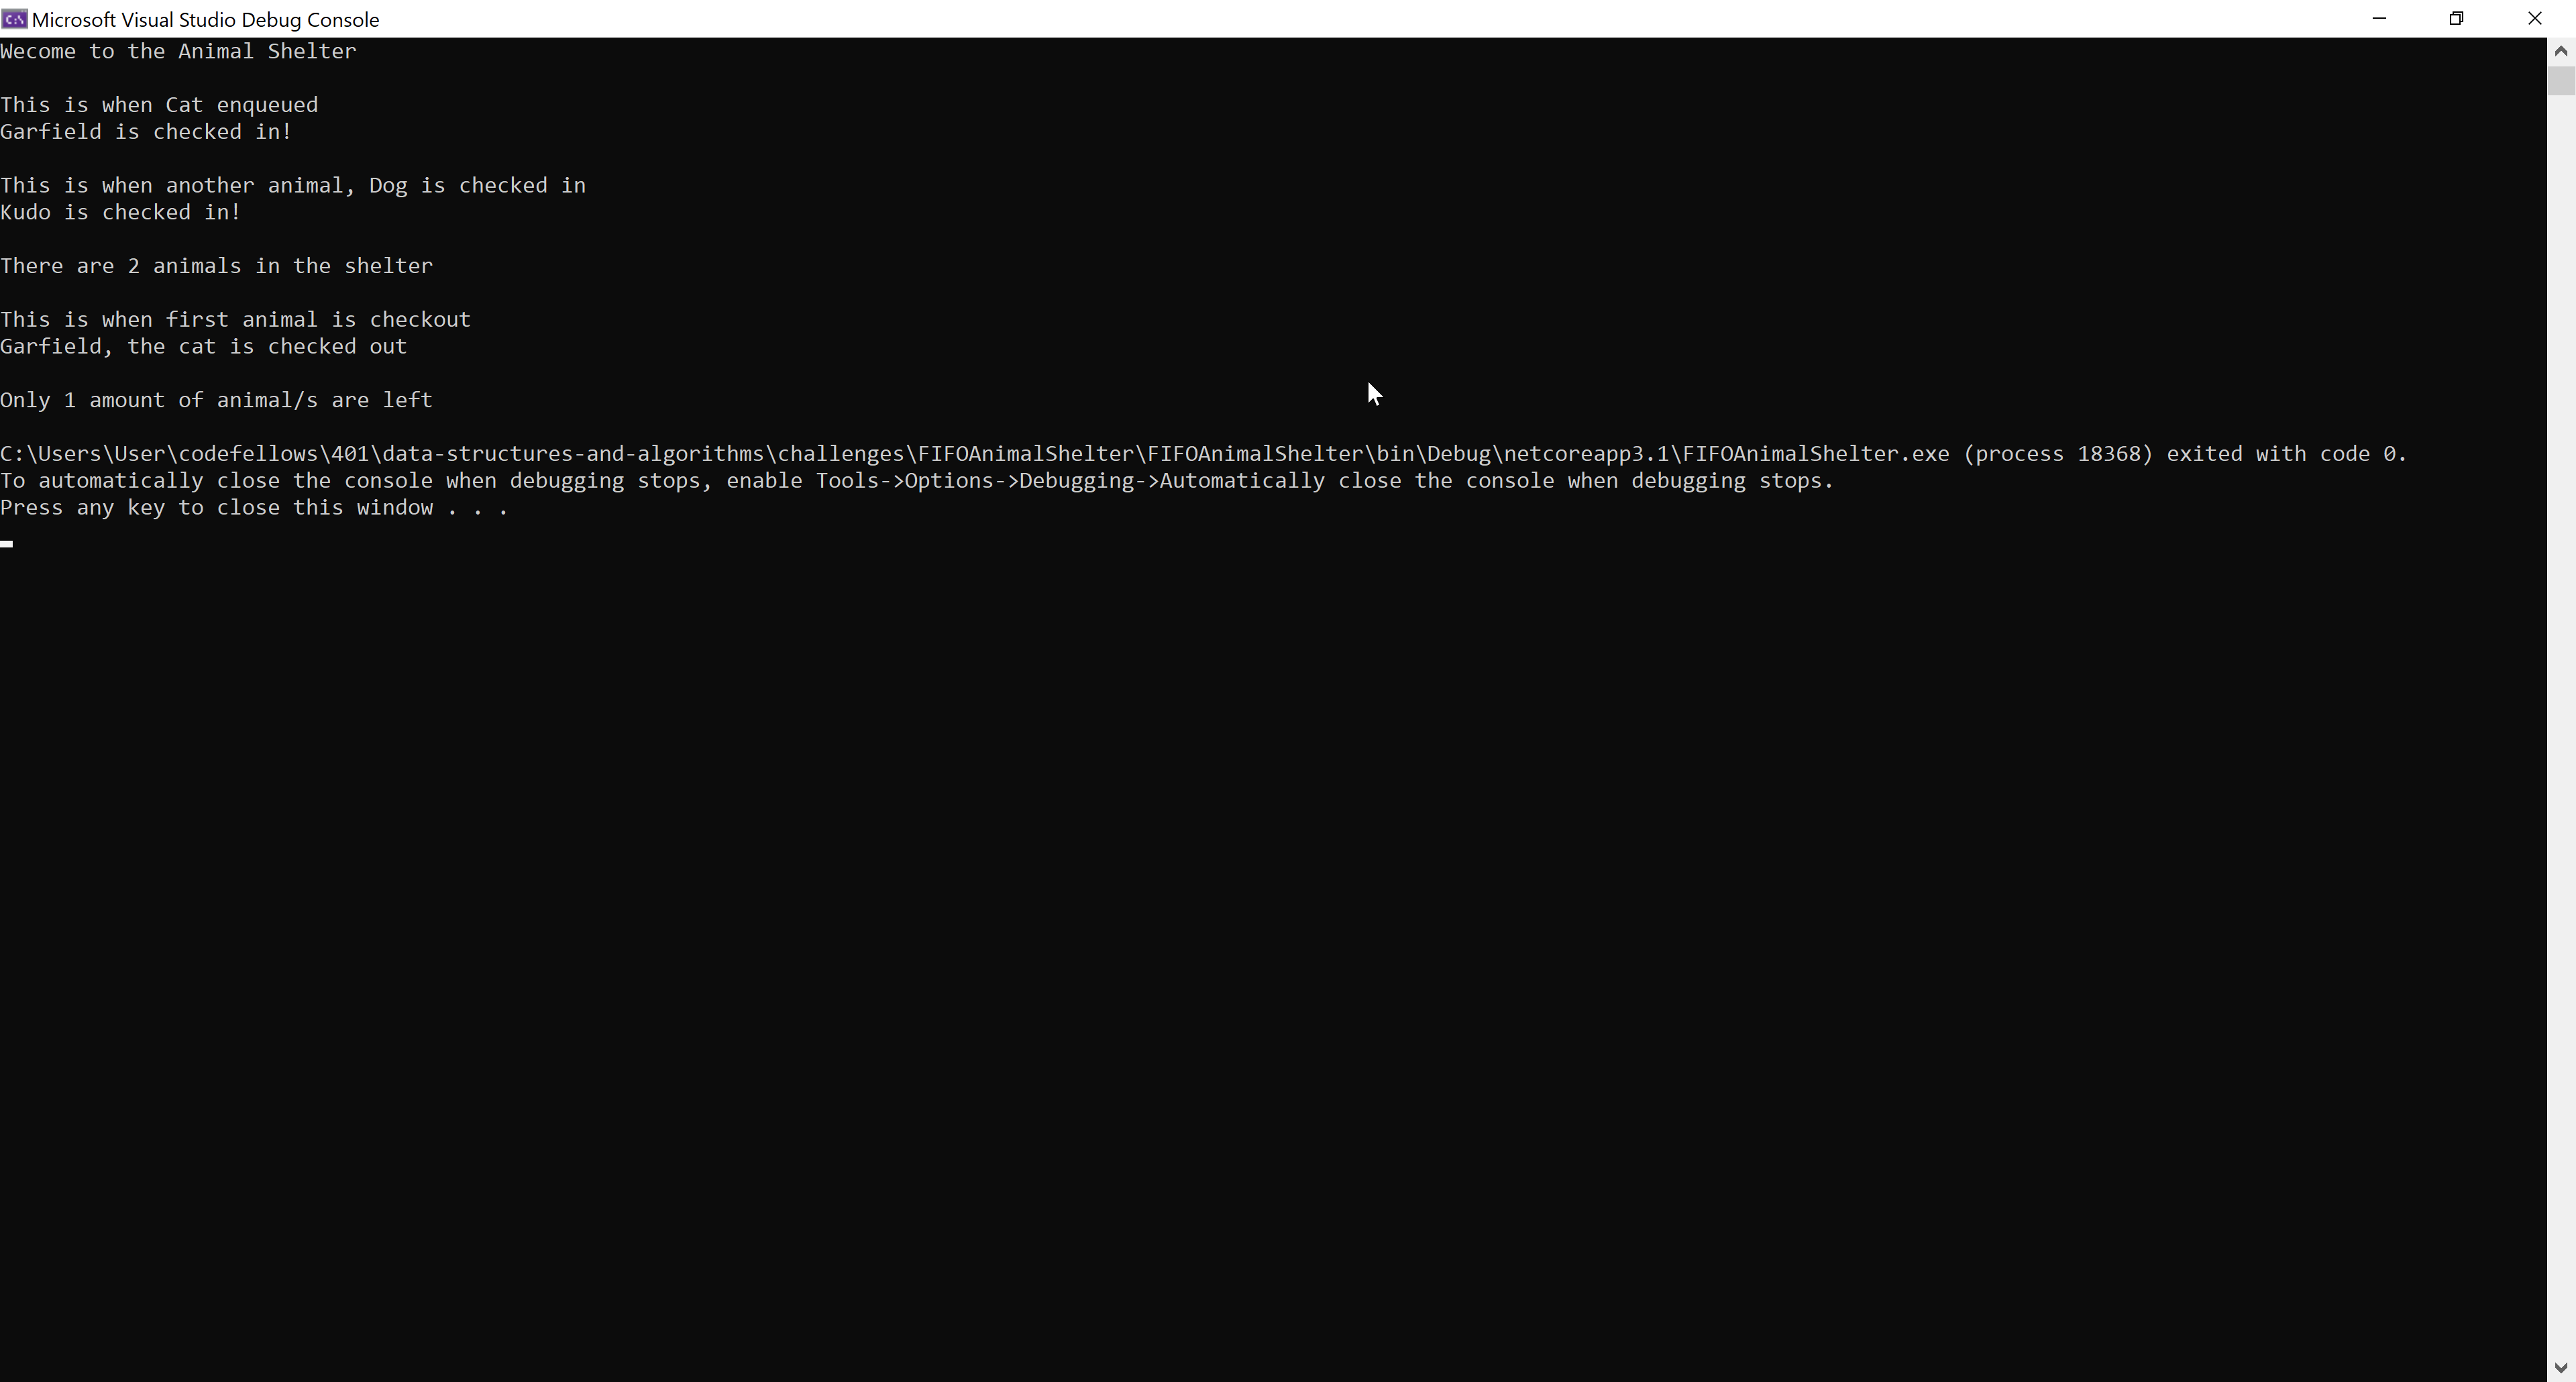 Microsoft Visual Studio Debug Console
Wecome to the Animal Shelter
This is when Cat enqueued
Garfield is checked in!
This is when another animal, Dog is checked in
Kudo is checked in!
There are 2 animals in the shelter
This is when first animal is checkout
Garfield, the cat is checked out
Only 1 amount of animal/s are left
C:\Users\User\codefellows\401\data-structures-and-algorithms\challenges\FIFOAnimalShelter\FIFOAnimalShelter\bin\Debug\netcoreapp3.1\FIFOAnimalShelter.exe (process 18368) exited with code 0.
To automatically close the console when debugging stops, enable Tools->Options->Debugging->Automatically close the console when debugging stops.
Press any key to close this window . . .